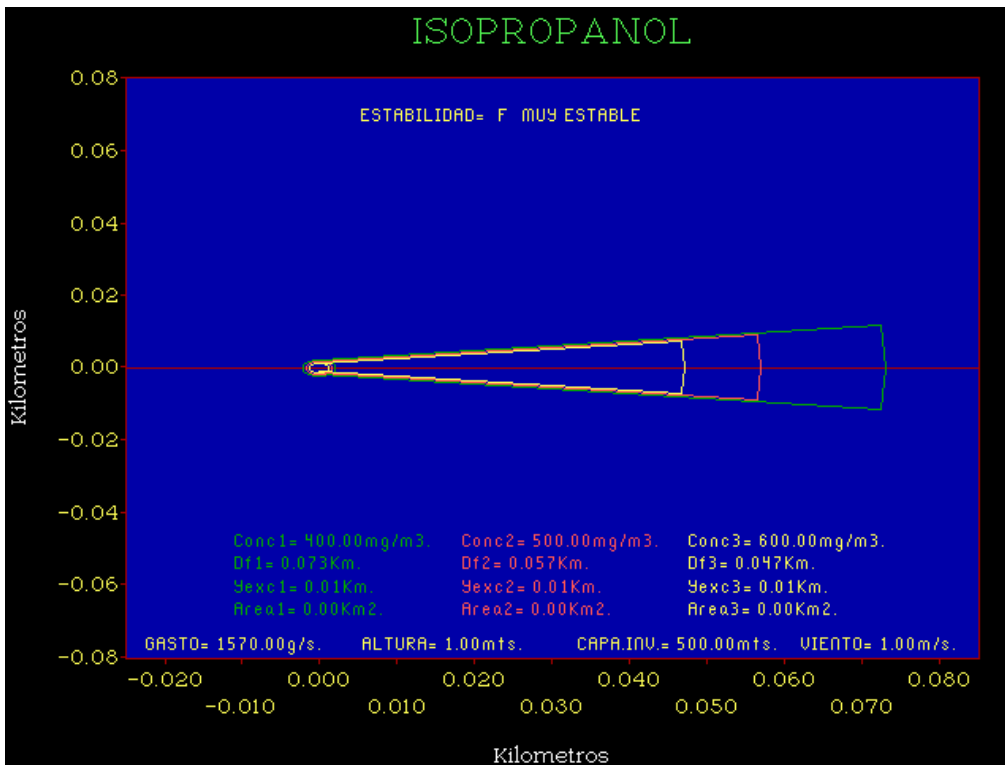 ISOPROPANOL
ESTABILIDAD= F MUY ESTABLE
0.08
0.06
0.04
0.02
0.00
-0.02
-0.04
-0.06
-0.08
Kilometros
Conc1= 400.00mg/m3. Conc2= 500.00mg/m3. Conc3= 600.00mg/m3.
Df1= 0.073Km. Df2= 0.057Km. Df3= 0.047Km.
Yexc1= 0.01Km. Yexc2= 0.01Km. Yexc3= 0.01Km.
Area1= 0.00Km2. Area2= 0.00Km2. Area3= 0.00Km2.
GASTO= 1570.00g/s. ALTURA= 1.00mts. CAPA.INV.= 500.00mts. VIENTO= 1.00m/s.
-0.020 0.000 0.020 0.040 0.060 0.080
-0.010 0.010 0.030 0.050 0.070
Kilometros